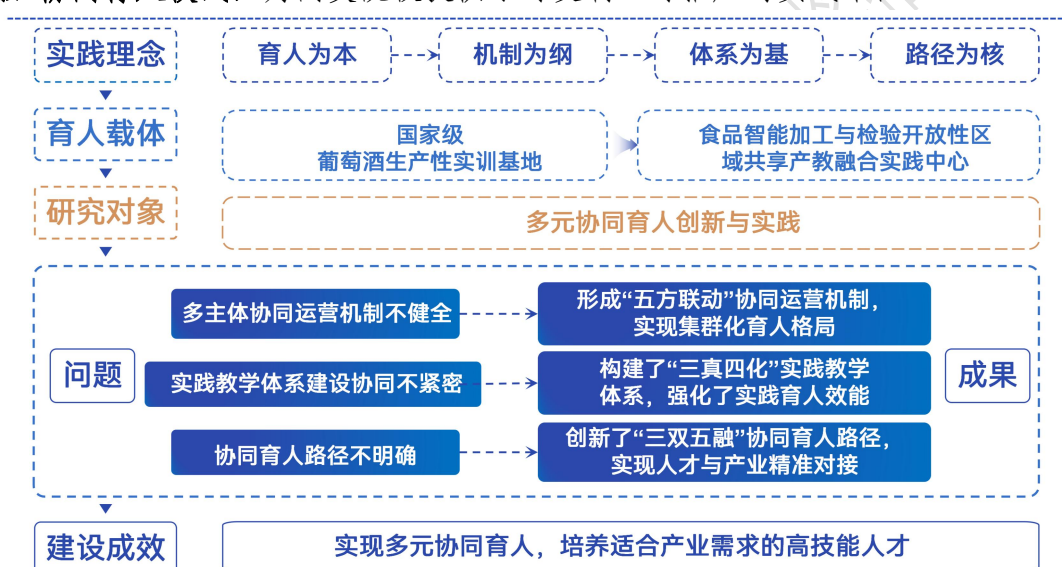 实践理念
育人为本
机制为纲
体系为基
路径为核
育人载体
国家级
葡萄酒生产性实训基地
食品智能加工与检验开放性区
域共享产教融合实践中心
研究对象
多元协同育人创新与实践
问题
多主体协同运营机制不健全
形成“五方联动”协同运营机制，
实现集群化育人格局
实践教学体系建设协同不紧密
构建了“三真四化”实践教学
体系，强化了实践育人效能
协同育人路径不明确
创新了“三双五融”协同育人路径，
实现人才与产业精准对接
成果
建设成效
实现多元协同育人，培养适合产业需求的高技能人才